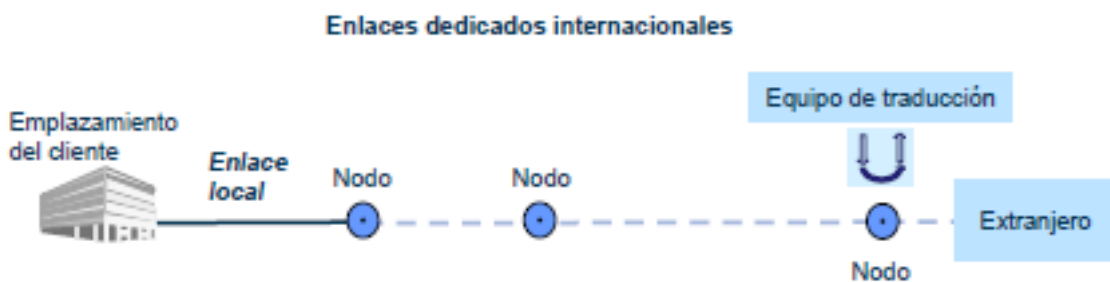 Enlaces dedicados internacionales
Equipo de traducción
Emplazamiento
del cliente
Enlace
local
Nodo
Nodo
Extranjero
Nodo